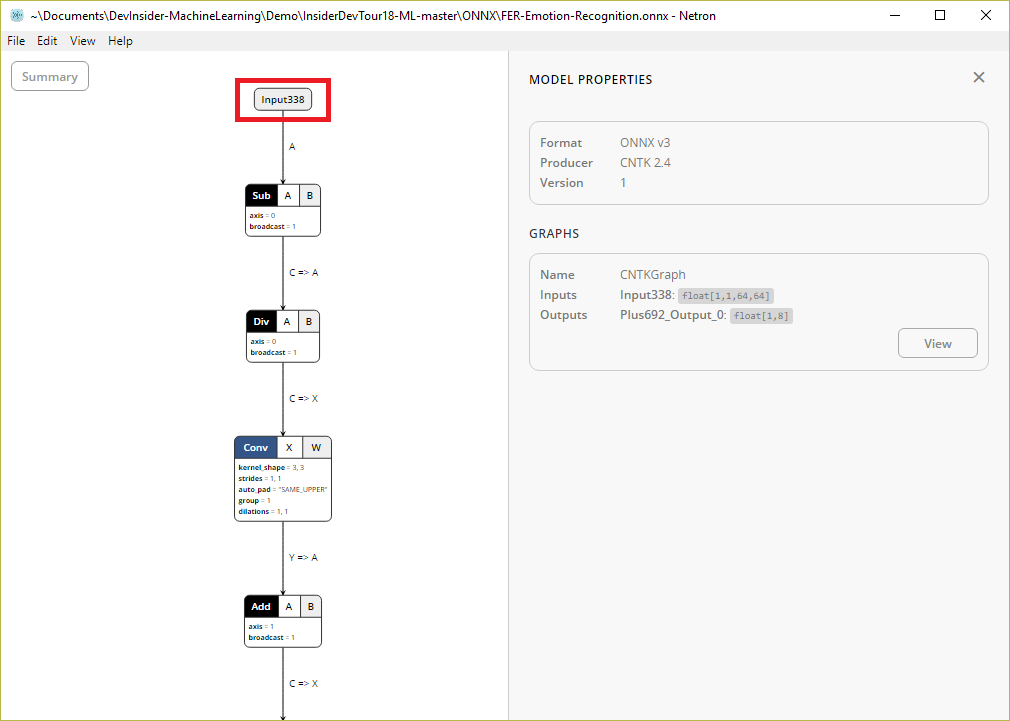 ~\Documents\DevInsider-MachineLearning\Demo\InsiderDevTour18-ML-master\ONNX\FER-Emotion-Recognition.onnx - Netron
File Edit View Help
Summary
Input338
A
Sub A B
axis = 0
broadcast = 1
C => A
Div A B
axis = 0
broadcast = 1
C => X
Conv X W
kernel_shape = 3, 3
strides = 1, 1
auto_pad = "SAME_UPPER"
group = 1
dilations = 1, 1
Y => A
Add A B
axis = 1
broadcast = 1
C => X
MODEL PROPERTIES
Format ONNX v3
Producer CNTK 2.4
Version 1
GRAPHS
Name CNTKGraph
Inputs Input338: float[1,1,64,64]
Outputs Plus692_Output_0: float[1,8]
View